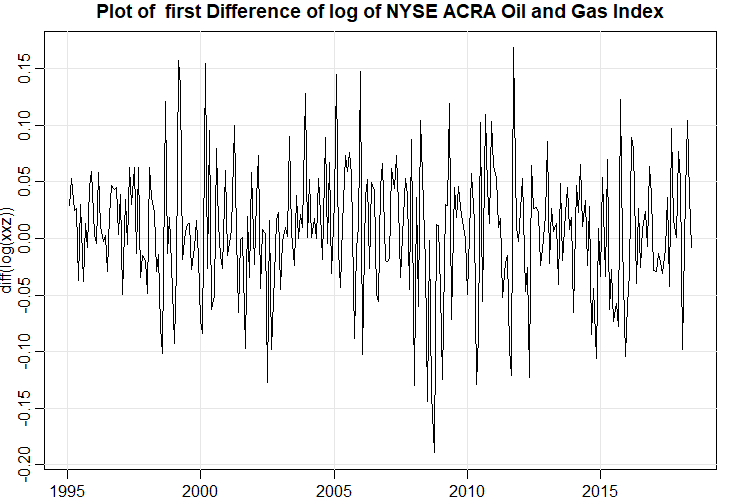 Plot of  first Difference of log of NYSE ACRA Oil and Gas Index
diff(log(xxz))
0.15
0.10
0.05
0.00
-0.05
-0.10
-0.15
-0.20
1995 2000 2005 2010 2015